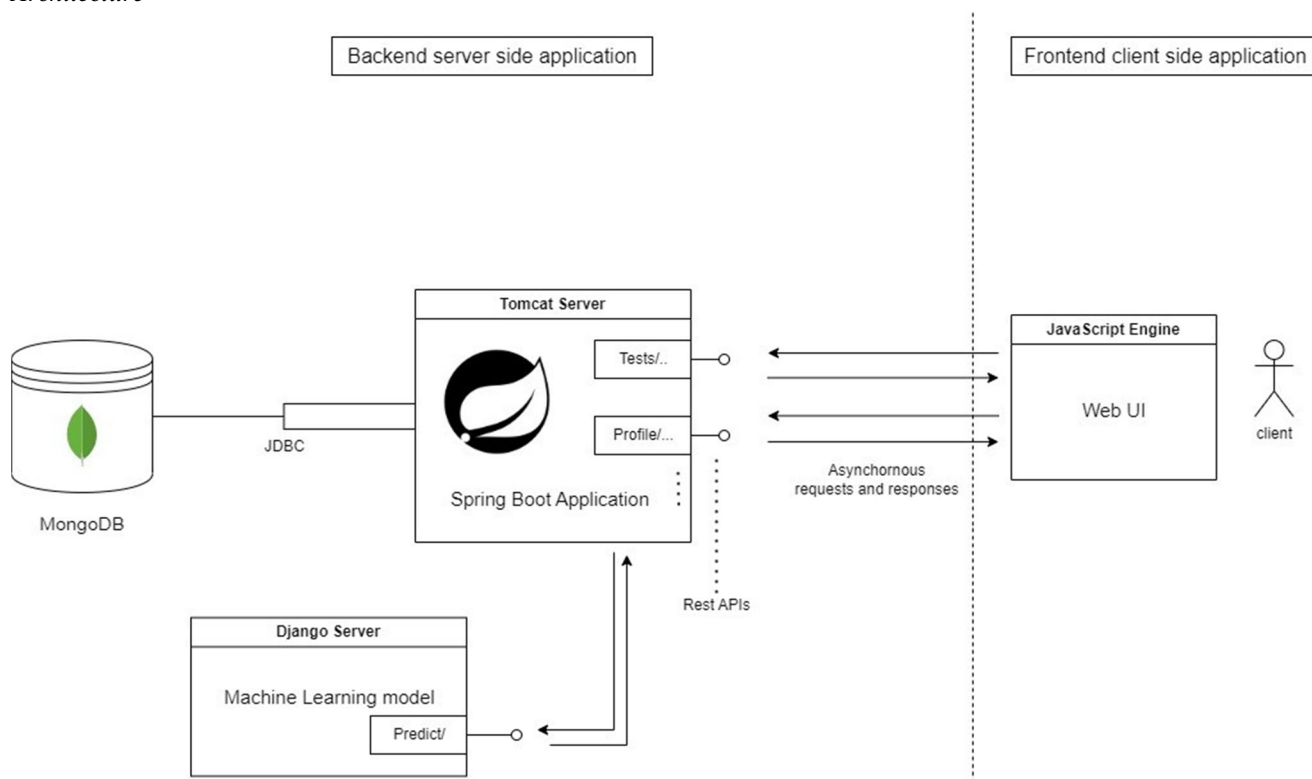 Backend server side application
Frontend client side application
Tomcat Server
Tests/..
Profile/...
Spring Boot Application
JDBC
MongoDB
JavaScript Engine
Web UI
client
Asynchornous
requests and responses
Rest APIs
Django Server
Machine Learning model
Predict/